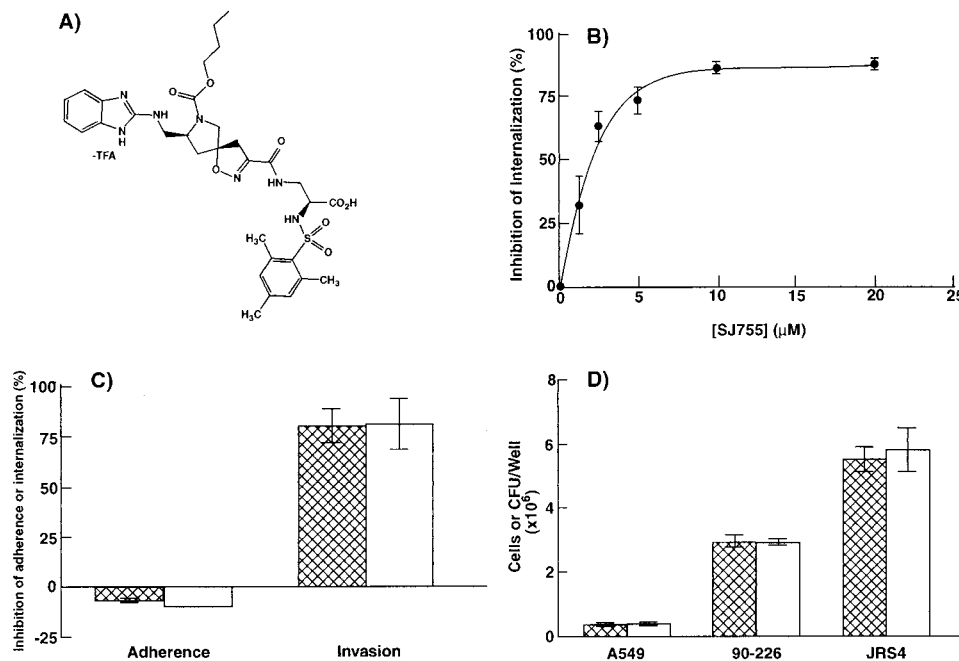 A)
O
O
N
N
N
H
NH
-TFA
O
N
O
HN
CO₂H
HN
O
S
O
CH₃
CH₃
H₃C
B)
Inhibition of Internalization (%)
100
75
50
25
0
0
5
10
15
20
25
[SJ755] (μM)
C)
Inhibition of adherence or internalization (%)
100
75
50
25
0
-25
Adherence
Invasion
D)
Cells or CFU/Well
(x10⁶)
8
6
4
2
0
A549
90-226
JRS4